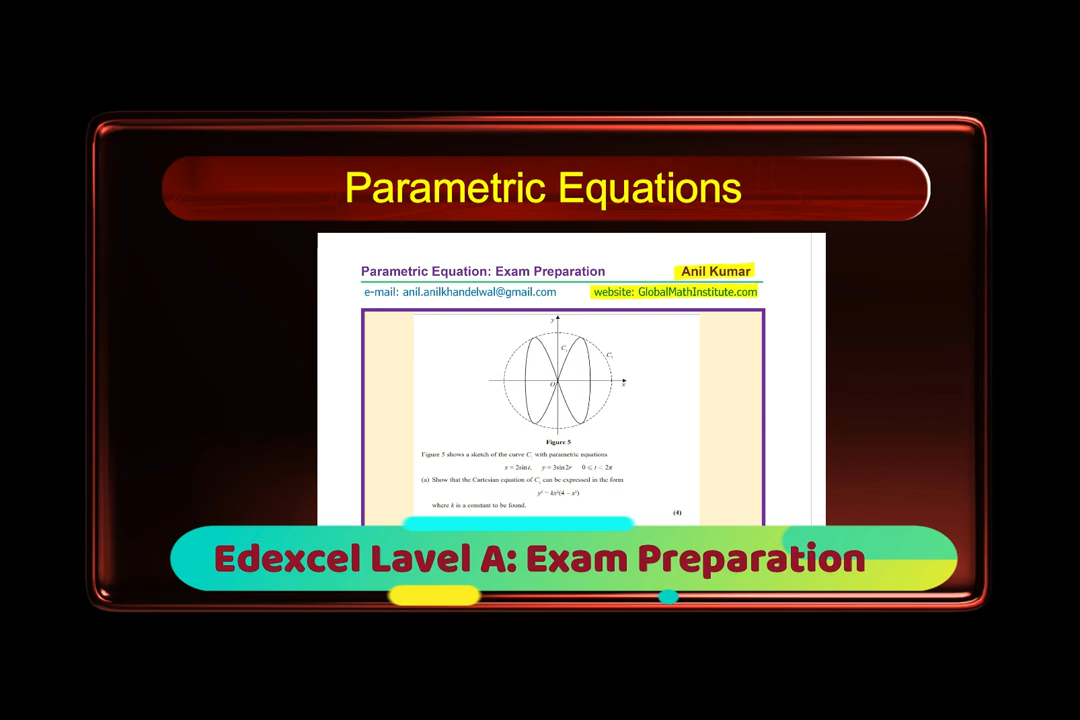 Parametric Equations
Parametric Equation: Exam Preparation Anil Kumar
e-mail: anil.anilkhandelwal@gmail.com website: GlobalMathInstitute.com
y
C
C
O x
Figure 5
Figure 5 shows a sketch of the curve C with parametric equations
x = 2sin t, y = 3sin 2t 0 ⩽ t < 2π
(a) Show that the Cartesian equation of C can be expressed in the form
y² = kx²(4 – x²)
where k is a constant to be found.
(4)
Edexcel Lavel A: Exam Preparation